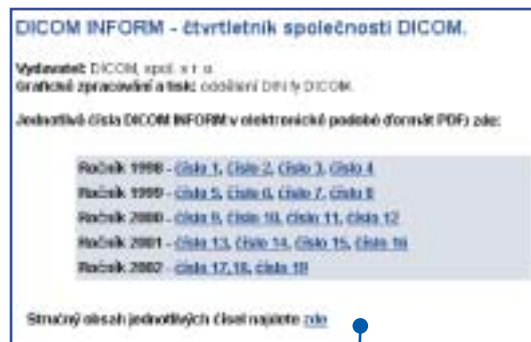 DICOM INFORM - čtvrtletník společnosti DICOM.
Vydavatel: DICOM, spol. s r. o.
Grafické zpracování a tisk: oddělení DIN fy DICOM.
Jednotlivá čísla DICOM INFORM v elektronické podobě (formát PDF) zde:
Ročník 1998 - číslo 1, číslo 2, číslo 3, číslo 4
Ročník 1999 - číslo 5, číslo 6, číslo 7, číslo 8
Ročník 2000 - číslo 9, číslo 10, číslo 11, číslo 12
Ročník 2001 - číslo 13, číslo 14, číslo 15, číslo 16
Ročník 2002 - číslo 17,18, číslo 19
Stručný obsah jednotlivých čísel najdete zde